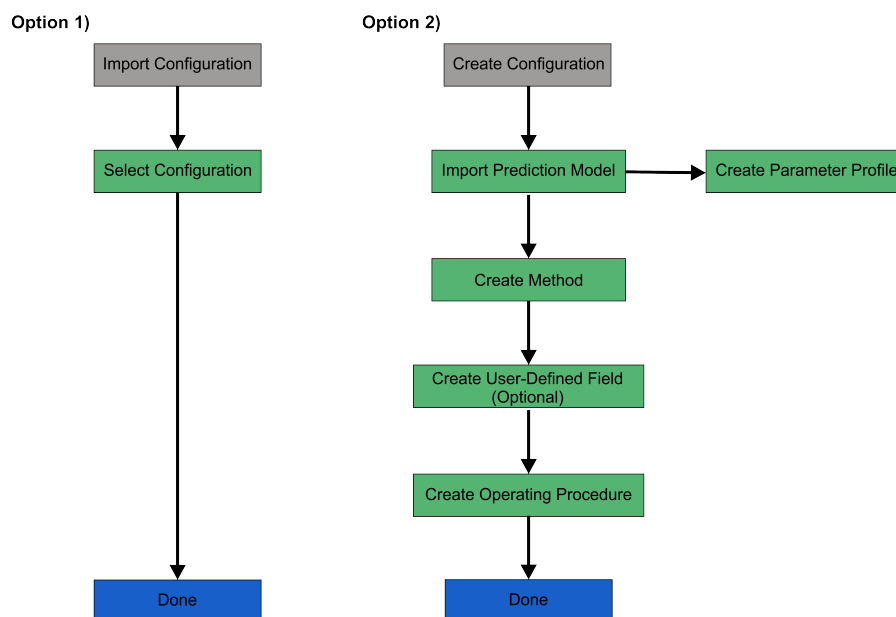 Option 1)
Import Configuration
Select Configuration
Done
Option 2)
Create Configuration
Import Prediction Model
Create Parameter Profile
Create Method
Create User-Defined Field
(Optional)
Create Operating Procedure
Done